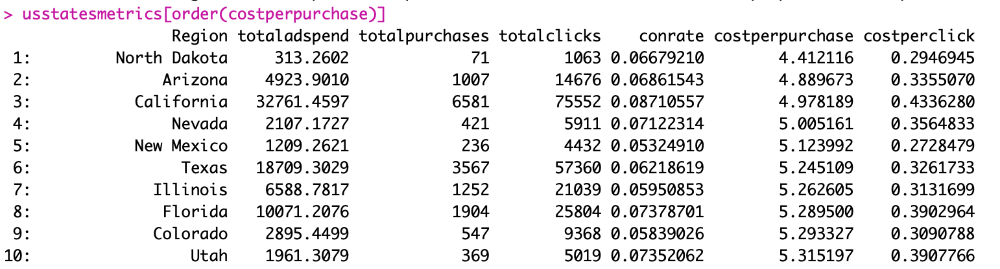 > usstatesmetrics[order(costperpurchase)]
Region totaladspend totalpurchases totalclicks conrate costperpurchase costperclick
1: North Dakota 313.2602 71 1063 0.06679210 4.412116 0.2946945
2: Arizona 4923.9010 1007 14676 0.06861543 4.889673 0.3355070
3: California 32761.4597 6581 75552 0.08710557 4.978189 0.4336280
4: Nevada 2107.1727 421 5911 0.07122314 5.005161 0.3564833
5: New Mexico 1209.2621 236 4432 0.05324910 5.123992 0.2728479
6: Texas 18709.3029 3567 57360 0.06218619 5.245109 0.3261733
7: Illinois 6588.7817 1252 21039 0.05950853 5.262605 0.3131699
8: Florida 10071.2076 1904 25804 0.07378701 5.289500 0.3902964
9: Colorado 2895.4499 547 9368 0.05839026 5.293327 0.3090788
10: Utah 1961.3079 369 5019 0.07352062 5.315197 0.3907766